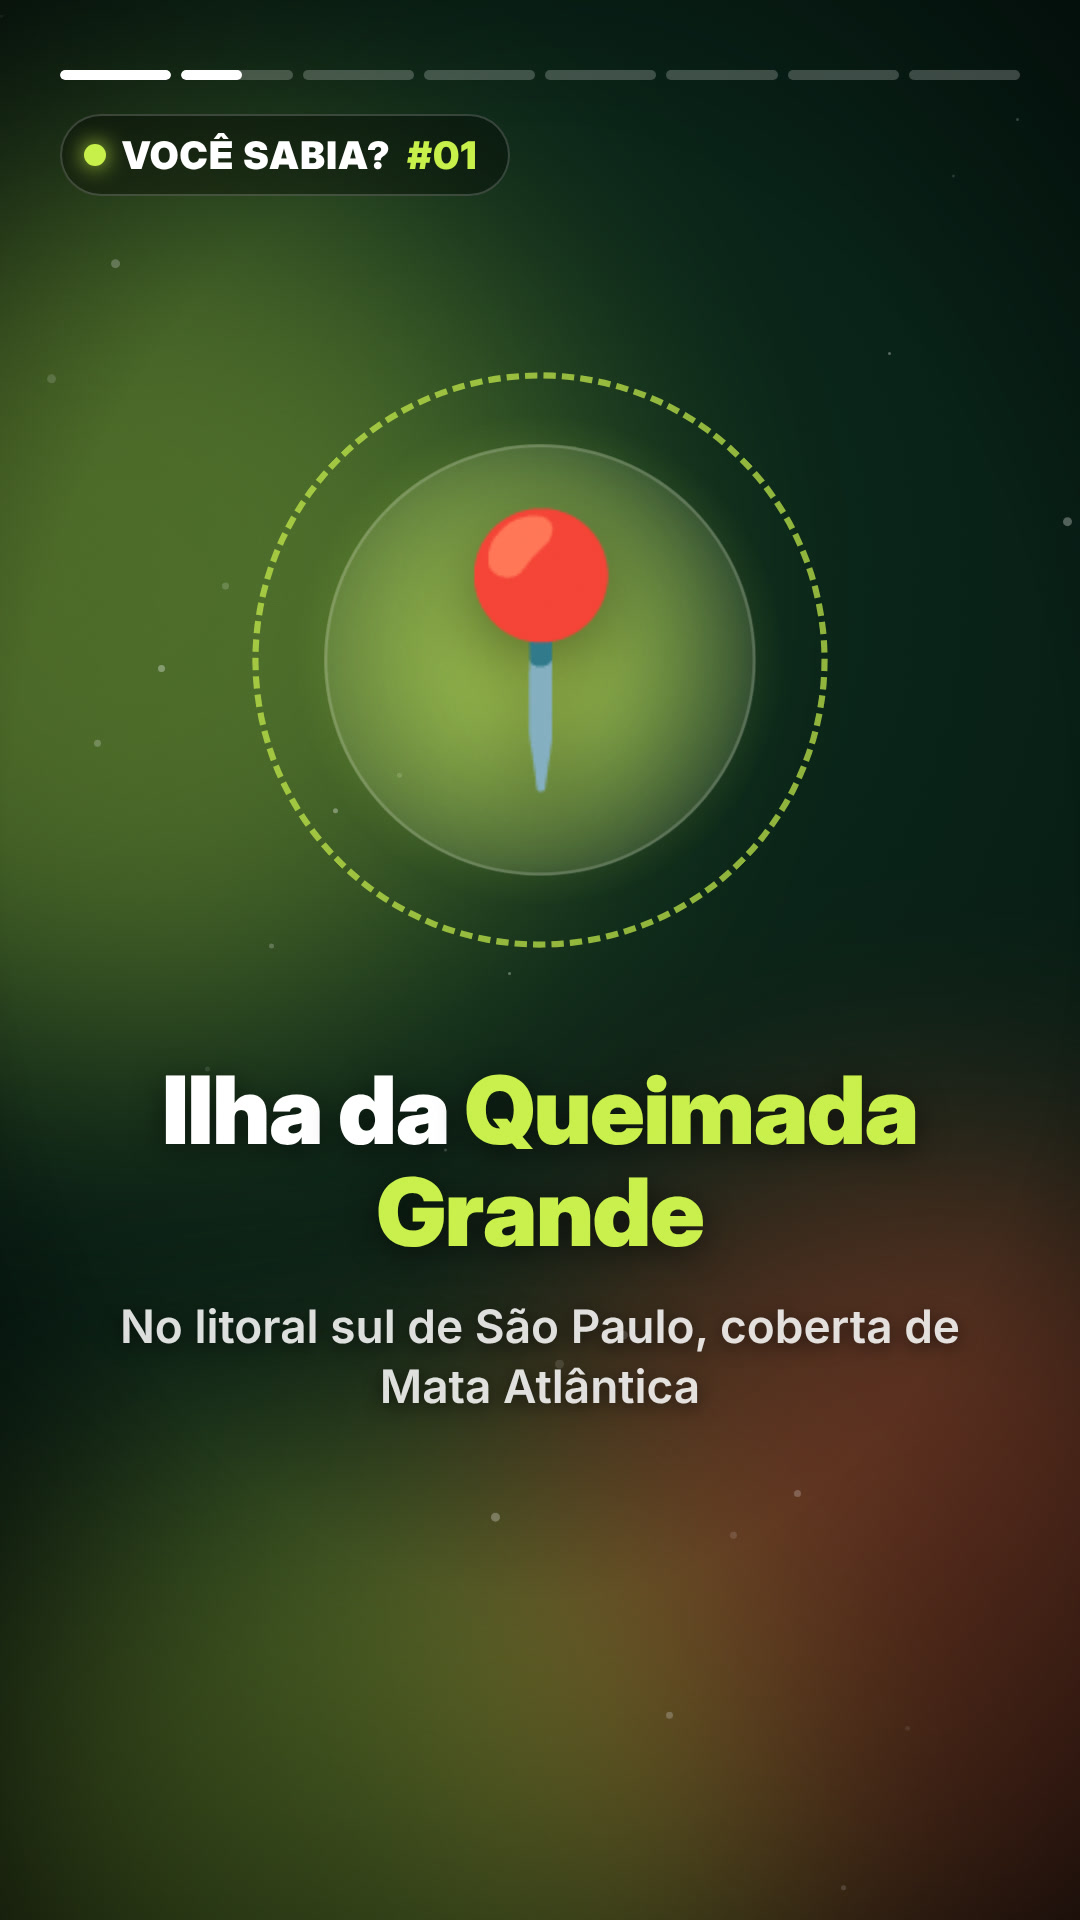 VOCÊ SABIA? #01
Ilha da Queimada
Grande
No litoral sul de São Paulo, coberta de
Mata Atlântica